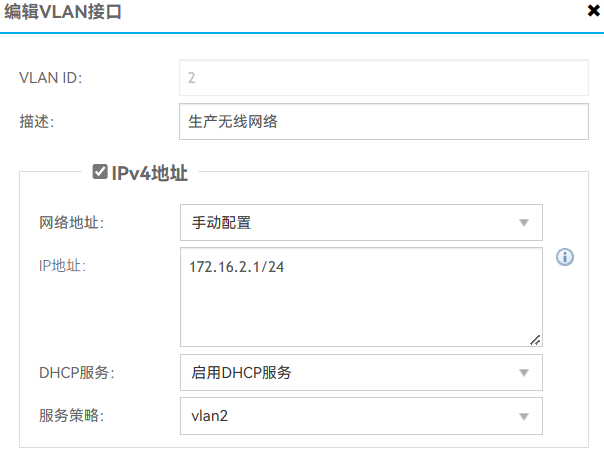 编辑VLAN接口
VLAN ID: 2
描述: 生产无线网络
IPv4地址
网络地址: 手动配置
IP地址: 172.16.2.1/24
DHCP服务: 启用DHCP服务
服务策略: vlan2